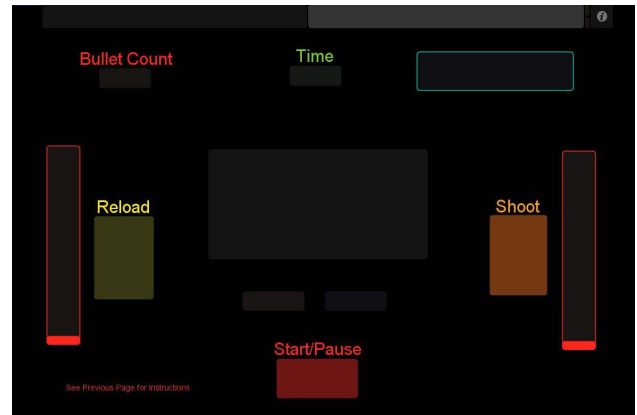 Bullet Count
Time
Reload
Shoot
Start/Pause
See Previous Page for Instructions